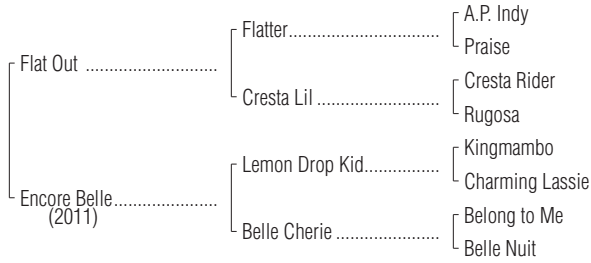 A.P. Indy
Flatter
Praise
Flat Out
Cresta Rider
Cresta Lil
Rugosa
Kingmambo
Lemon Drop Kid
Charming Lassie
Encore Belle
(2011)
Belong to Me
Belle Cherie
Belle Nuit